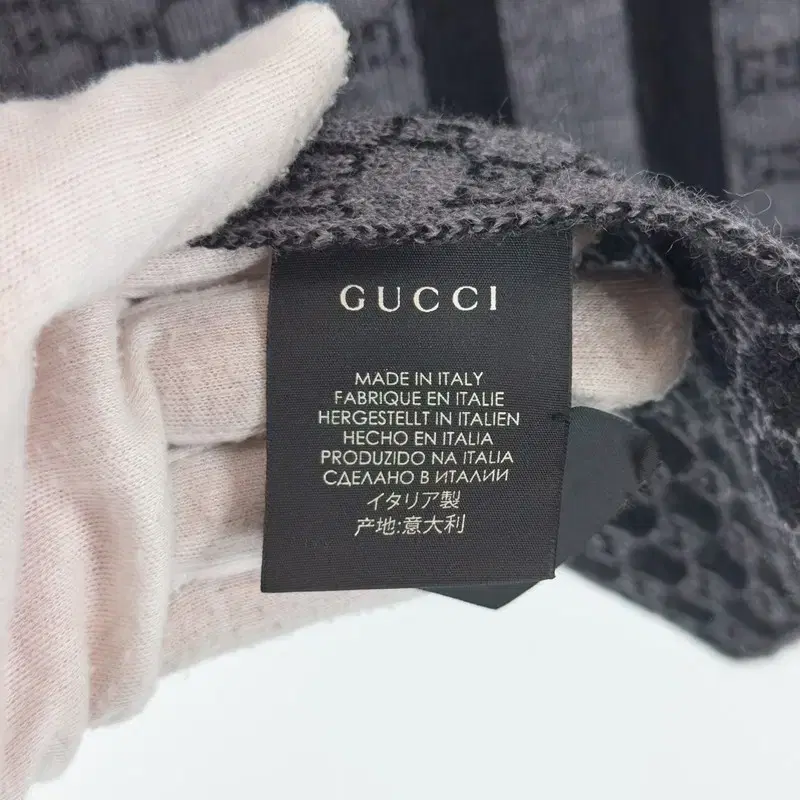 GUCCI
MADE IN ITALY
FABRIQUE EN ITALIE
HERGESTELLT IN ITALIEN
HECHO EN ITALIA
PRODUZIDO NA ITALIA
СДЕЛАНО В ИТАЛИИ
イタリア製
产地:意大利